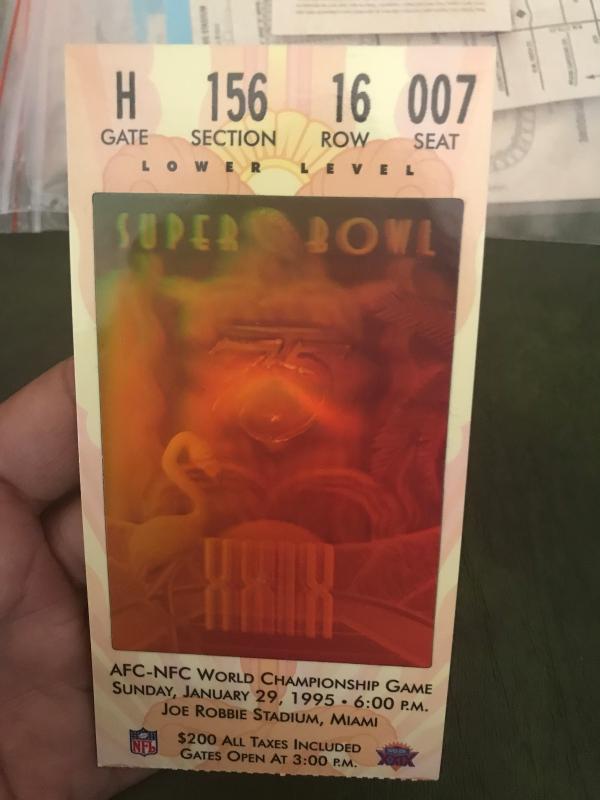 H 156 16 007
GATE SECTION ROW SEAT
LOWER LEVEL
SUPER BOWL
75
XXIX
AFC-NFC WORLD CHAMPIONSHIP GAME
SUNDAY, JANUARY 29, 1995 • 6:00 P.M.
JOE ROBBIE STADIUM, MIAMI
$200 ALL TAXES INCLUDED
GATES OPEN AT 3:00 P.M.
NFL
XXIX